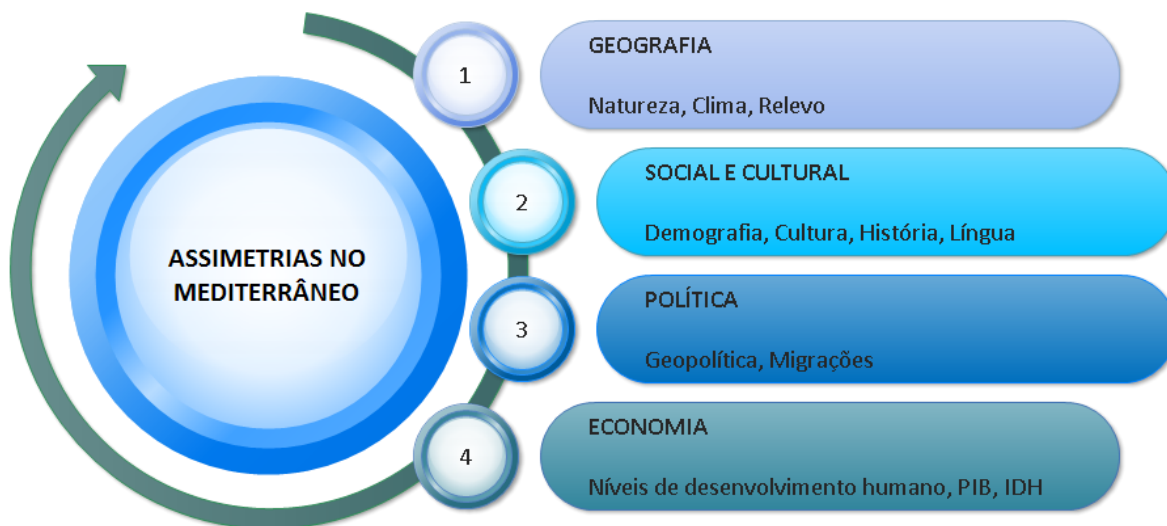 ASSIMETRIAS NO
MEDITERRÂNEO
1
GEOGRAFIA
Natureza, Clima, Relevo
2
SOCIAL E CULTURAL
Demografia, Cultura, História, Língua
3
POLÍTICA
Geopolítica, Migrações
4
ECONOMIA
Níveis de desenvolvimento humano, PIB, IDH